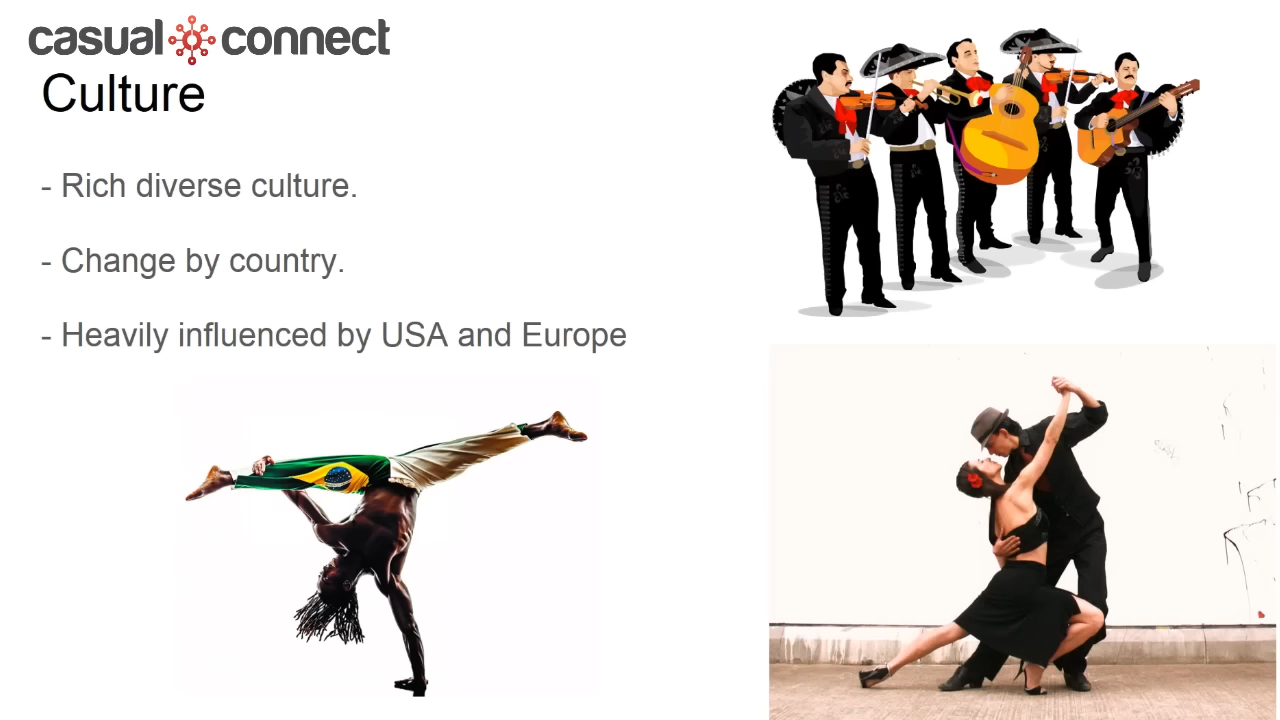 casual connect
Culture
- Rich diverse culture.
- Change by country.
- Heavily influenced by USA and Europe